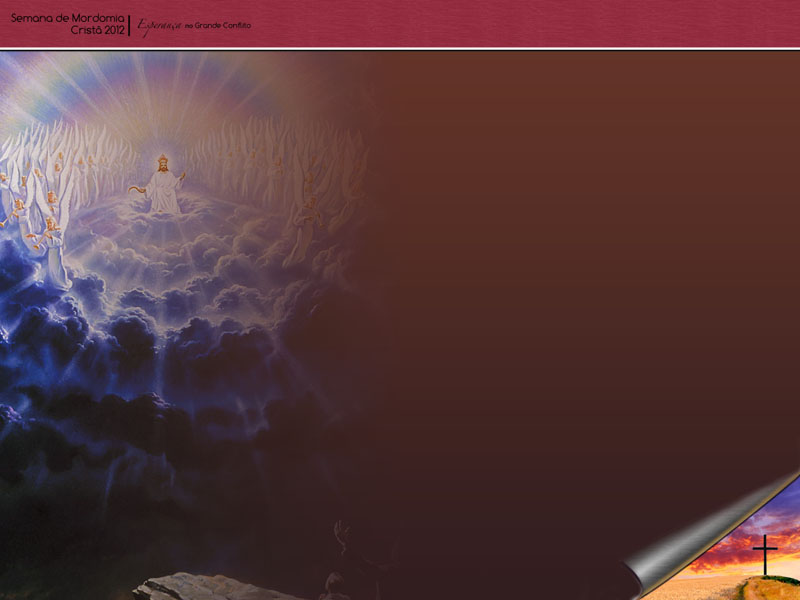 Semana de Mordomia
Cristã 2012
Esperança no Grande Conflito